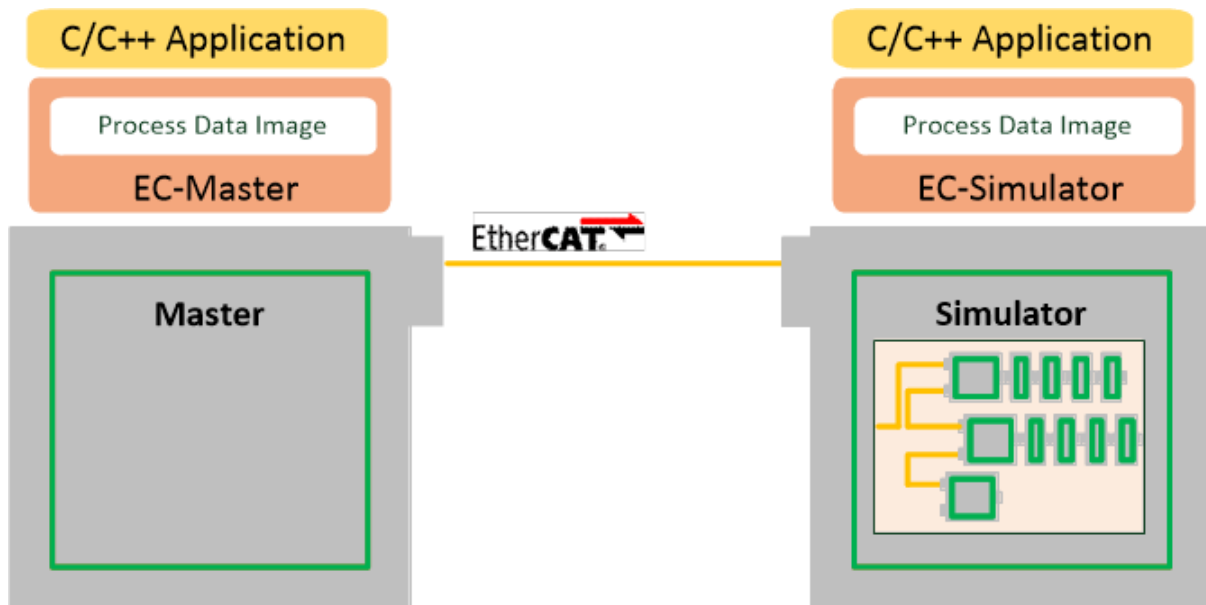 C/C++ Application
Process Data Image
EC-Master
Master
EtherCAT
C/C++ Application
Process Data Image
EC-Simulator
Simulator